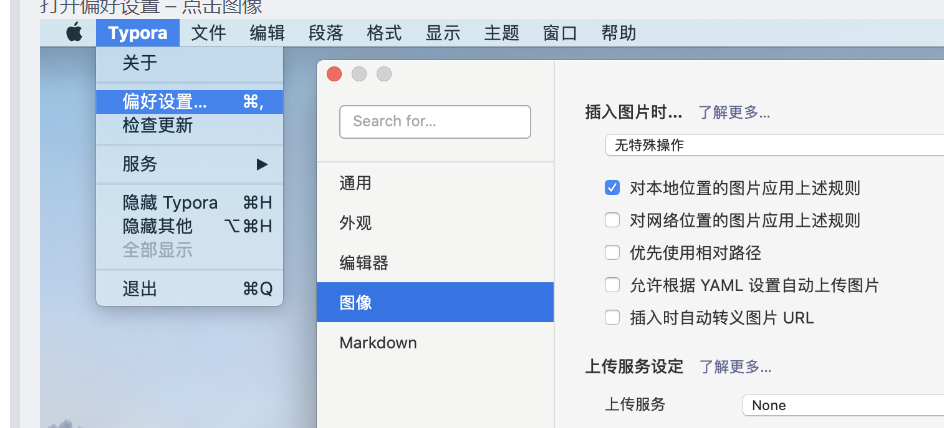 打开偏好设置 – 点击图像
Typora 文件 编辑 段落 格式 显示 主题 窗口 帮助
关于
偏好设置... ⌘,
检查更新
服务 ▶
隐藏 Typora ⌘H
隐藏其他 ⌥⌘H
全部显示
退出 ⌘Q
Search for...
通用
外观
编辑器
图像
Markdown
插入图片时... 了解更多...
无特殊操作
对本地位置的图片应用上述规则
对网络位置的图片应用上述规则
优先使用相对路径
允许根据 YAML 设置自动上传图片
插入时自动转义图片 URL
上传服务设定 了解更多...
上传服务 None